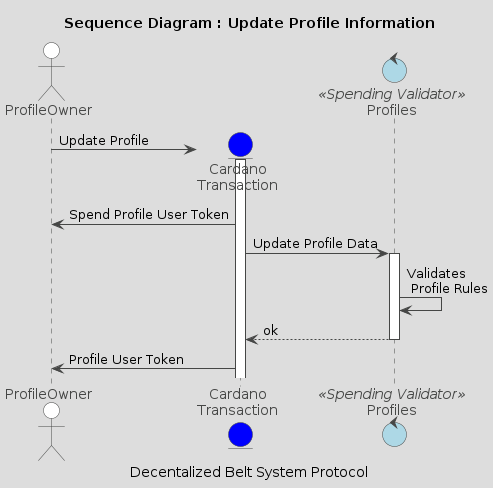 Sequence Diagram : Update Profile Information
ProfileOwner
«Spending Validator»
Profiles
Update Profile
Cardano
Transaction
Spend Profile User Token
Update Profile Data
Validates
Profile Rules
ok
Profile User Token
ProfileOwner
Cardano
Transaction
«Spending Validator»
Profiles
Decentalized Belt System Protocol